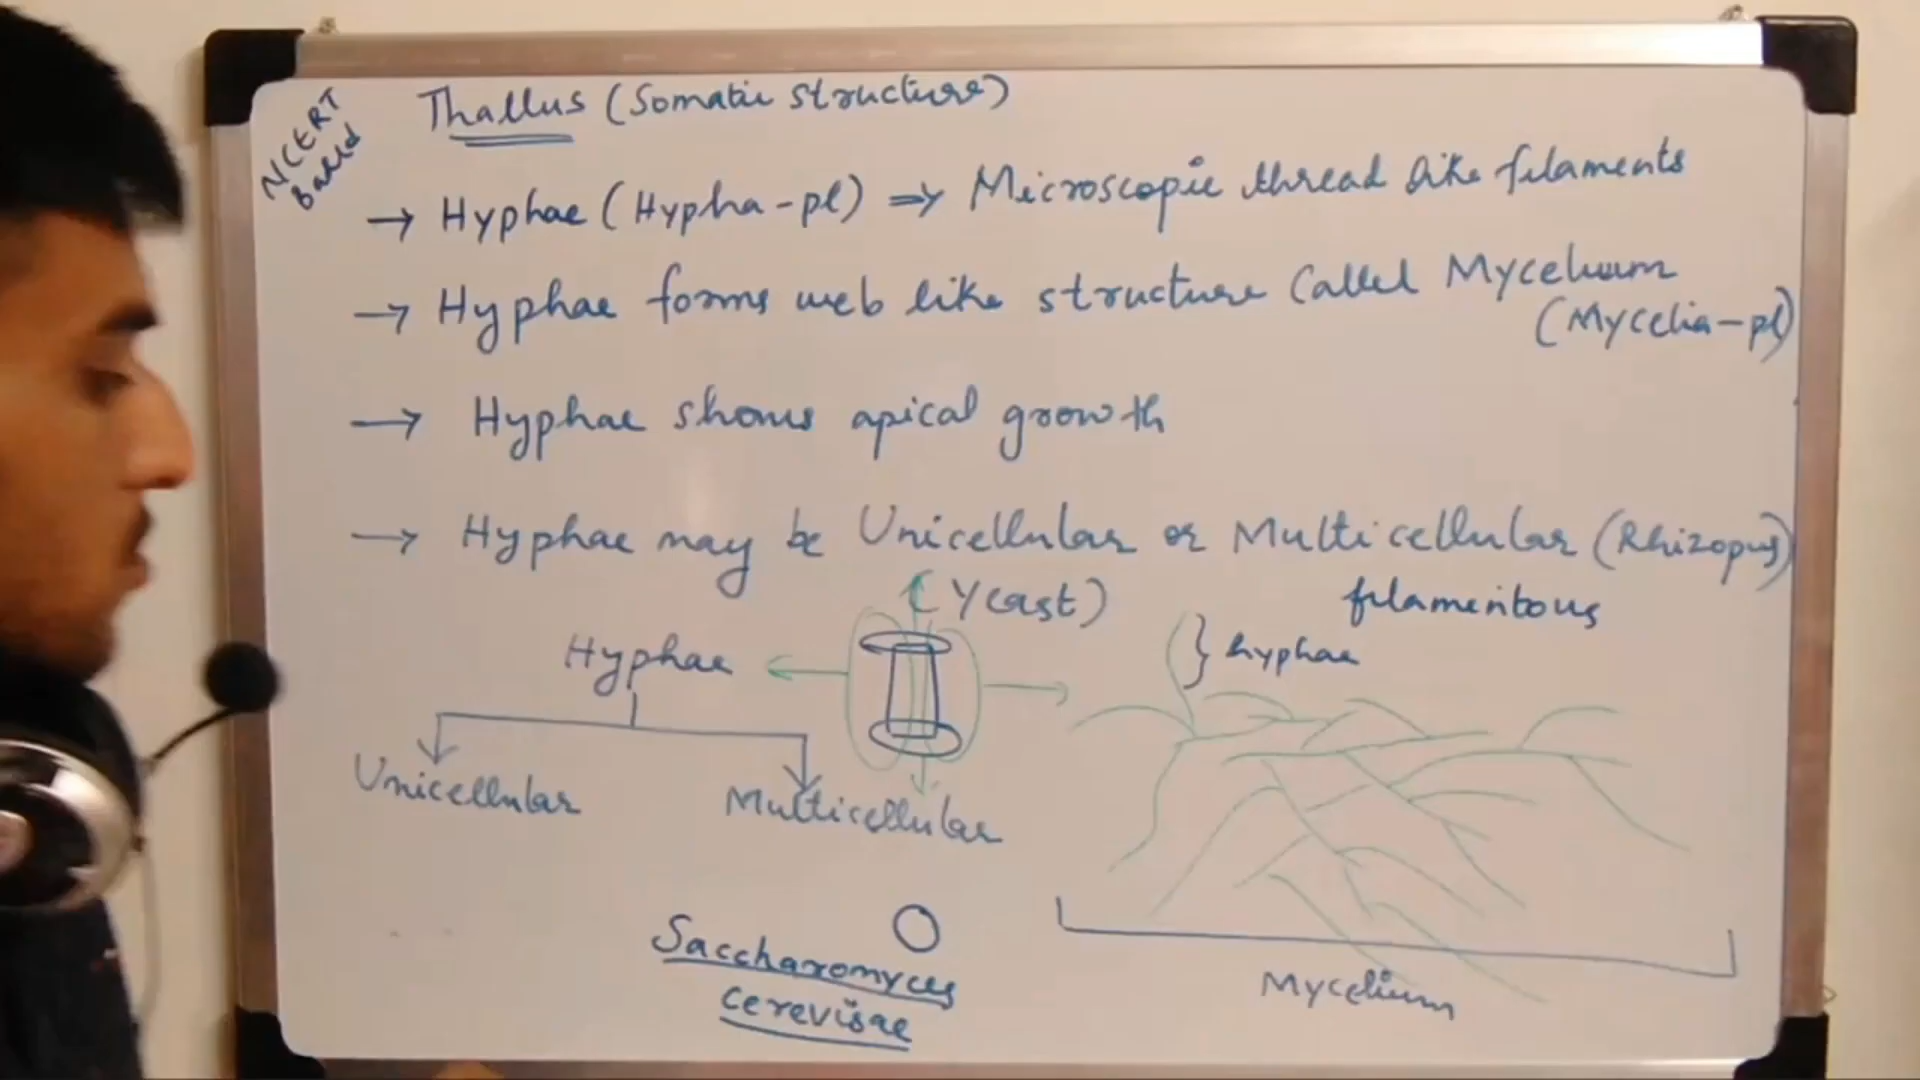 NCERT
Based
Thallus (Somatic structure)
→ Hyphae (Hypha-pl) ⇒ Microscopic thread like filaments
→ Hyphae forms web like structure Called Mycelium
(Mycelia-pl)
→ Hyphae shows apical growth
→ Hyphae may be Unicellular or Multicellular (Rhizopus)
(Yeast)
filamentous
Hyphae
} hyphae
Unicellular
Multicellular
Saccharomyces
cerevisae
Mycelium